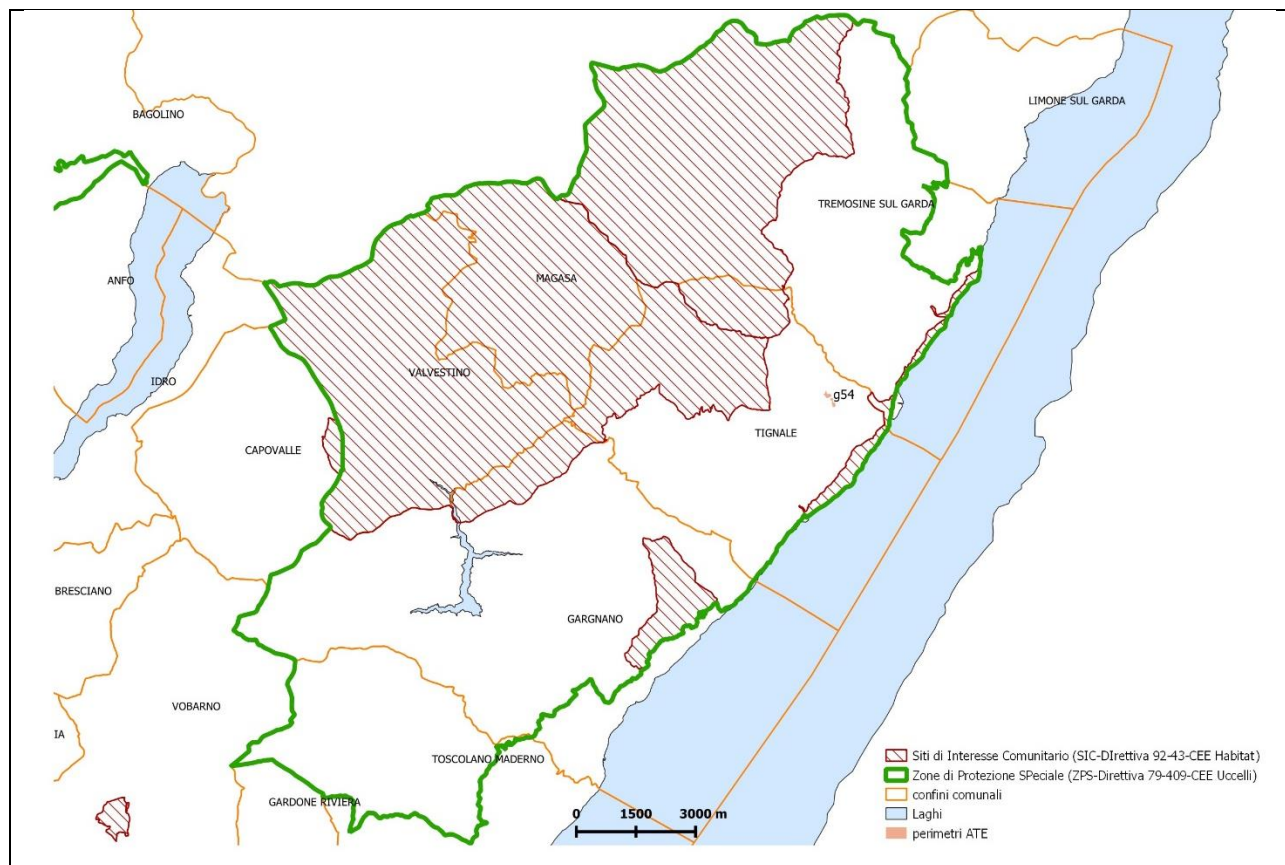 BAGOLINO
LIMONE SUL GARDA
TREMOSINE SUL GARDA
ANFO
MAGASA
IDRO
VALVESTINO
g54
TIGNALE
CAPOVALLE
BRESCIANO
GARGNANO
VOBARNO
IA
TOSCOLANO MADERNO
GARDONE RIVIERA
Siti di Interesse Comunitario (SIC-DIrettiva 92-43-CEE Habitat)
Zone di Protezione SPeciale (ZPS-Direttiva 79-409-CEE Uccelli)
confini comunali
Laghi
perimetri ATE
0 1500 3000 m